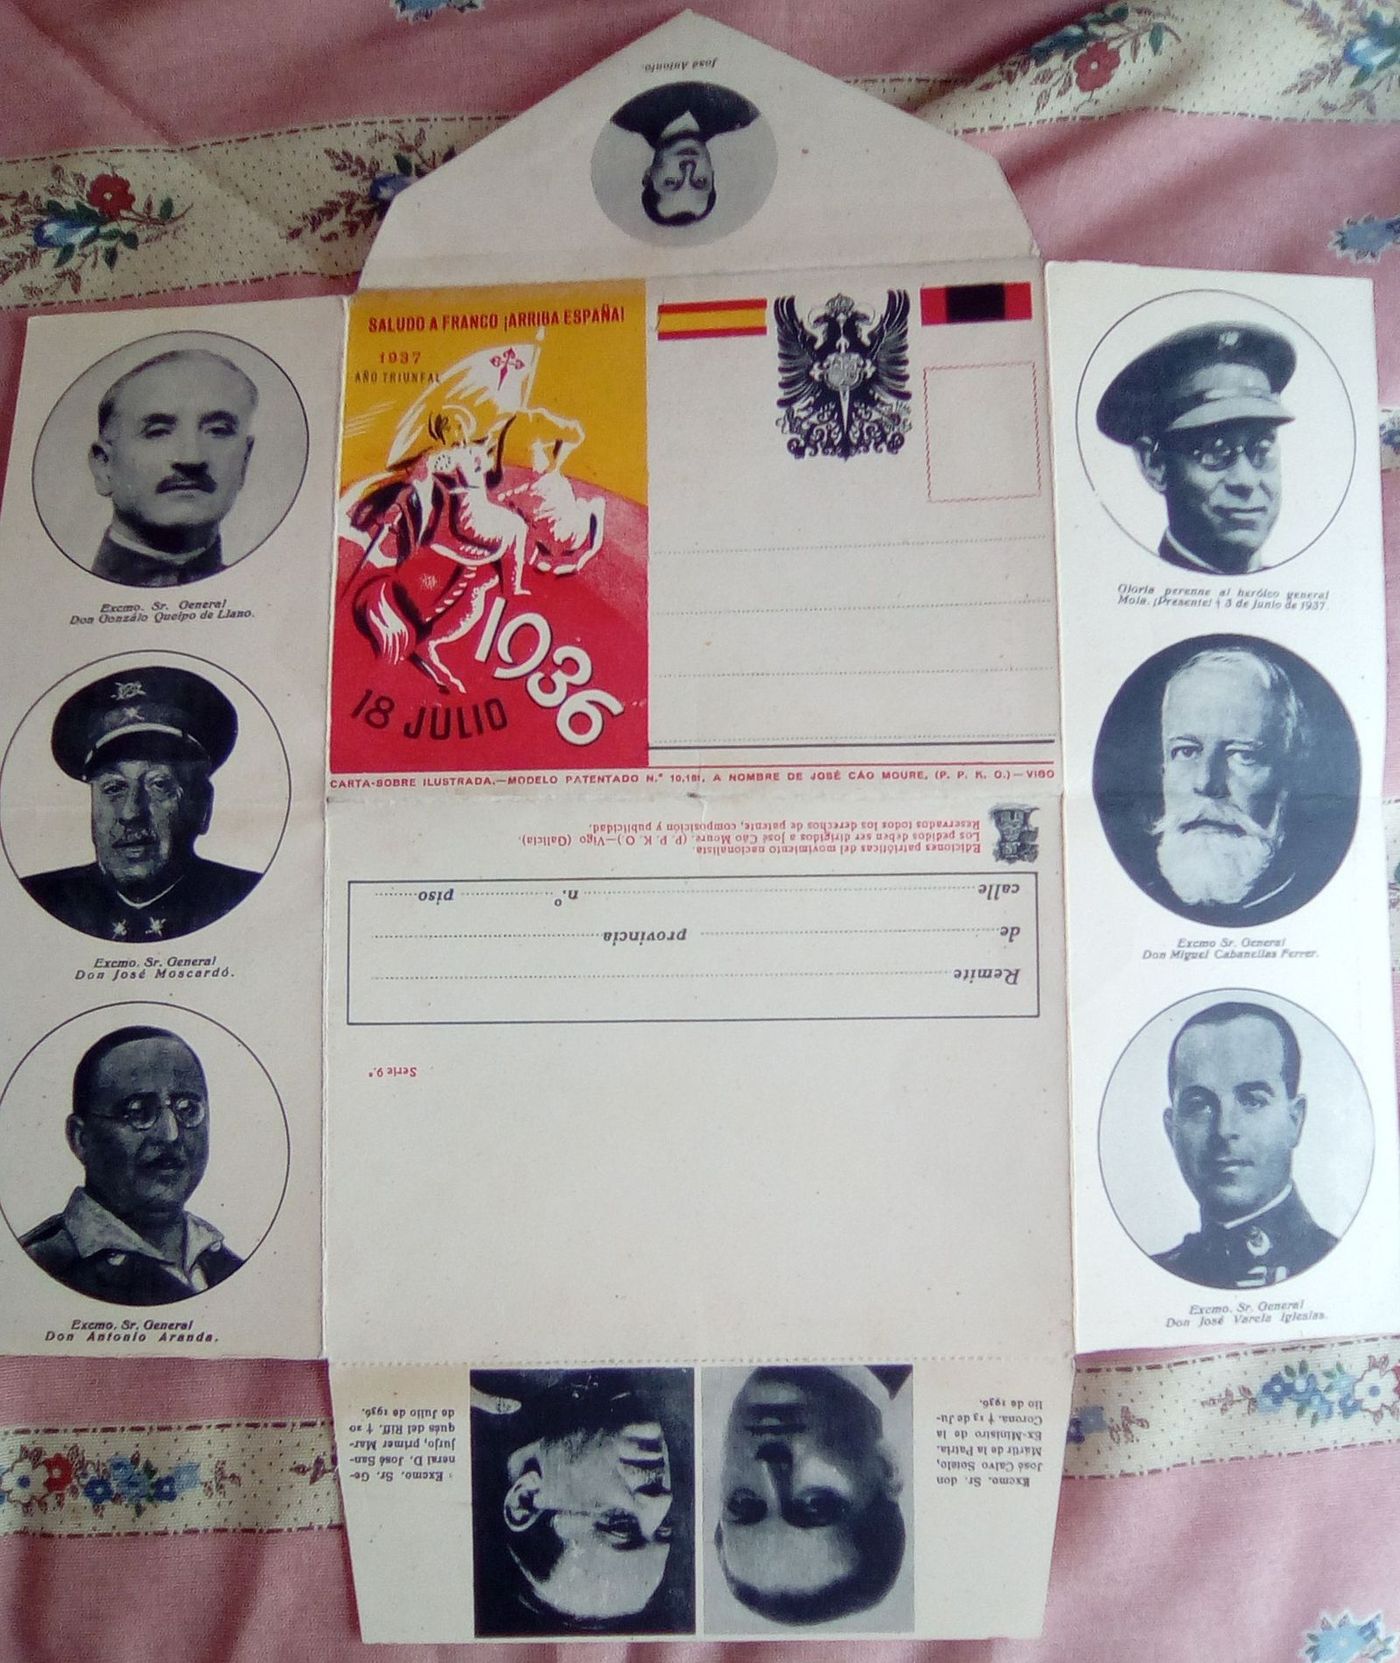 José Antonio.
SALUDO A FRANCO ¡ARRIBA ESPAÑA!
1937
AÑO TRIUNFAL
1936
18 JULIO
CARTA-SOBRE ILUSTRADA.—MODELO PATENTADO N.º 10,181, A NOMBRE DE JOSÉ CÁO MOURE, (P. P. K. O.)—VIGO
Excmo. Sr. General
Don Gonzálo Queipo de Llano.
Excmo. Sr. General
Don José Moscardó.
Excmo. Sr. General
Don Antonio Aranda.
Gloria perenne al heróico general
Mola. ¡Presente! † 3 de Junio de 1937.
Excmo Sr. General
Don Miguel Cabanellas Ferrer.
Excmo. Sr. General
Don José Varela Iglesias.
Ediciones patrióticas del movimiento nacionalista.
Los pedidos deben ser dirigidos a José Cáo Moure. (P. P. K. O.)—Vigo (Galicia).
Reservados todos los derechos de patente, composición y publicidad.
Remite
de provincia
calle n.º piso
Serie 9.ª
Excmo. Sr. don
José Calvo Sotelo,
Mártir de la Patria.
Ex-Ministro de la
Corona. † 13 de Ju-
lio de 1936.
Excmo. Sr. Ge-
neral D. José San-
jurjo, primer Mar-
qués del Riff. † 20
de Julio de 1936.